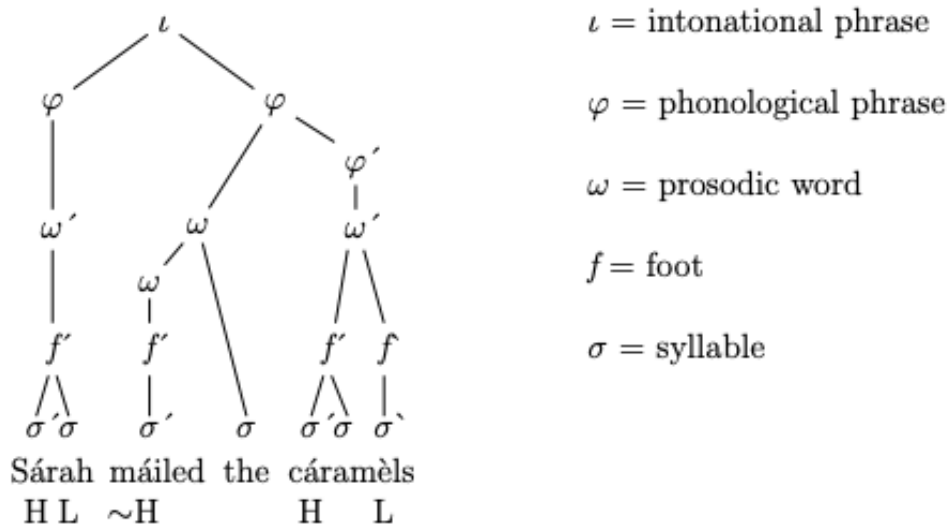 ι
ι = intonational phrase
φ φ
φ = phonological phrase
φ´
ω = prosodic word
ω´ ω ω´
ω
f = foot
f´ f´ f´ f`
σ = syllable
σ´ σ σ´ σ σ´ σ σ`
Sárah máiled the cáramèls
H L ~H H L